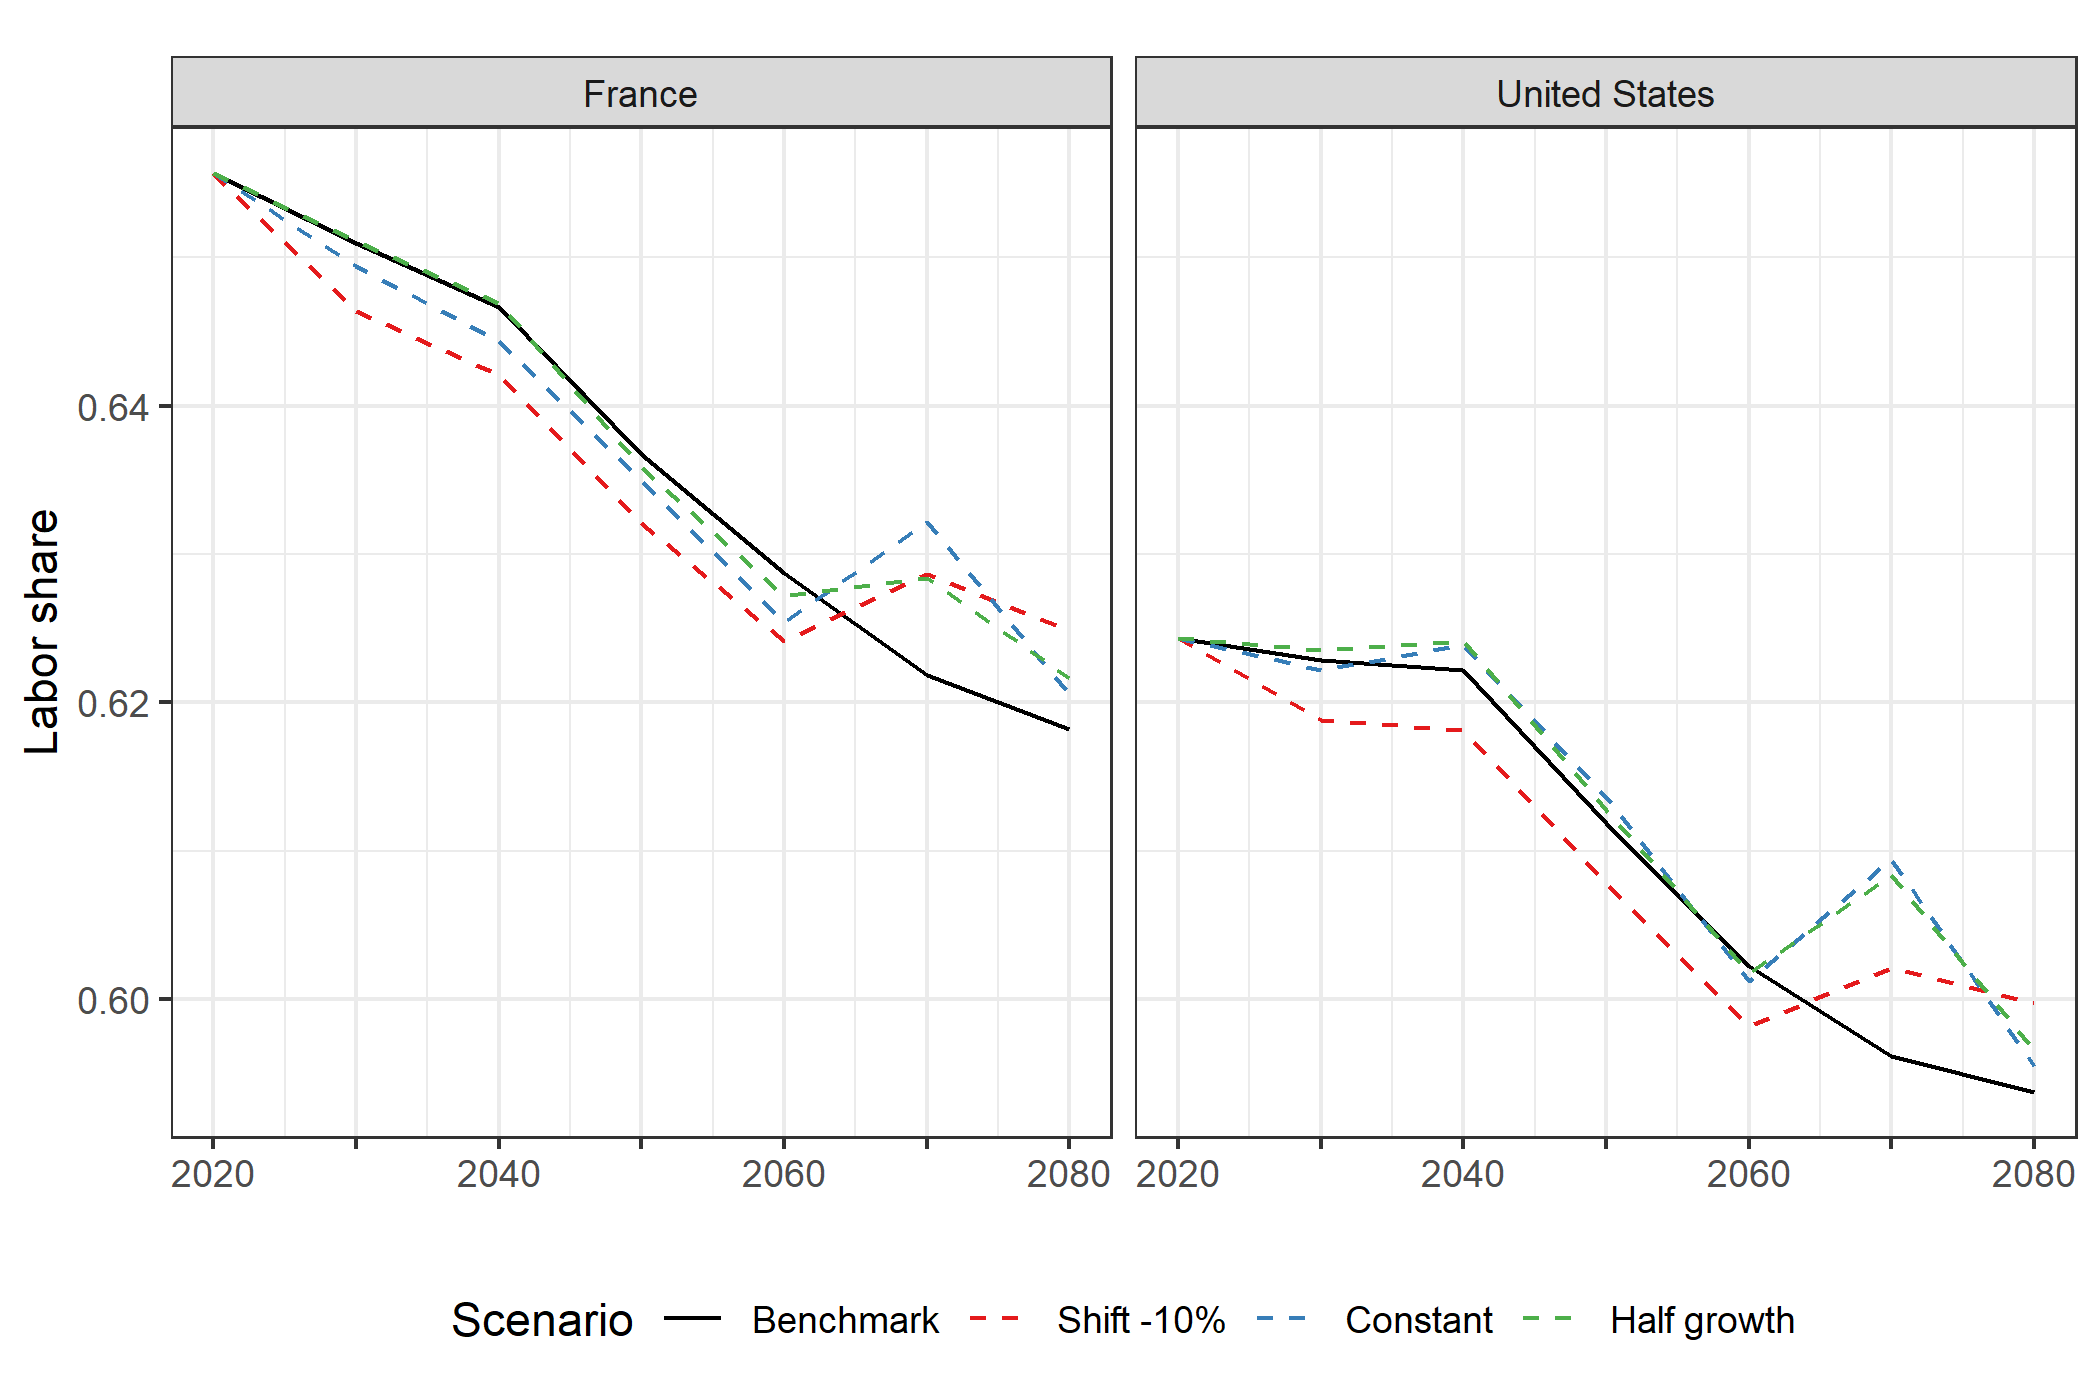 France
United States
Labor share
0.64
0.62
0.60
2020 2040 2060 2080
2020 2040 2060 2080
Scenario Benchmark Shift -10% Constant Half growth